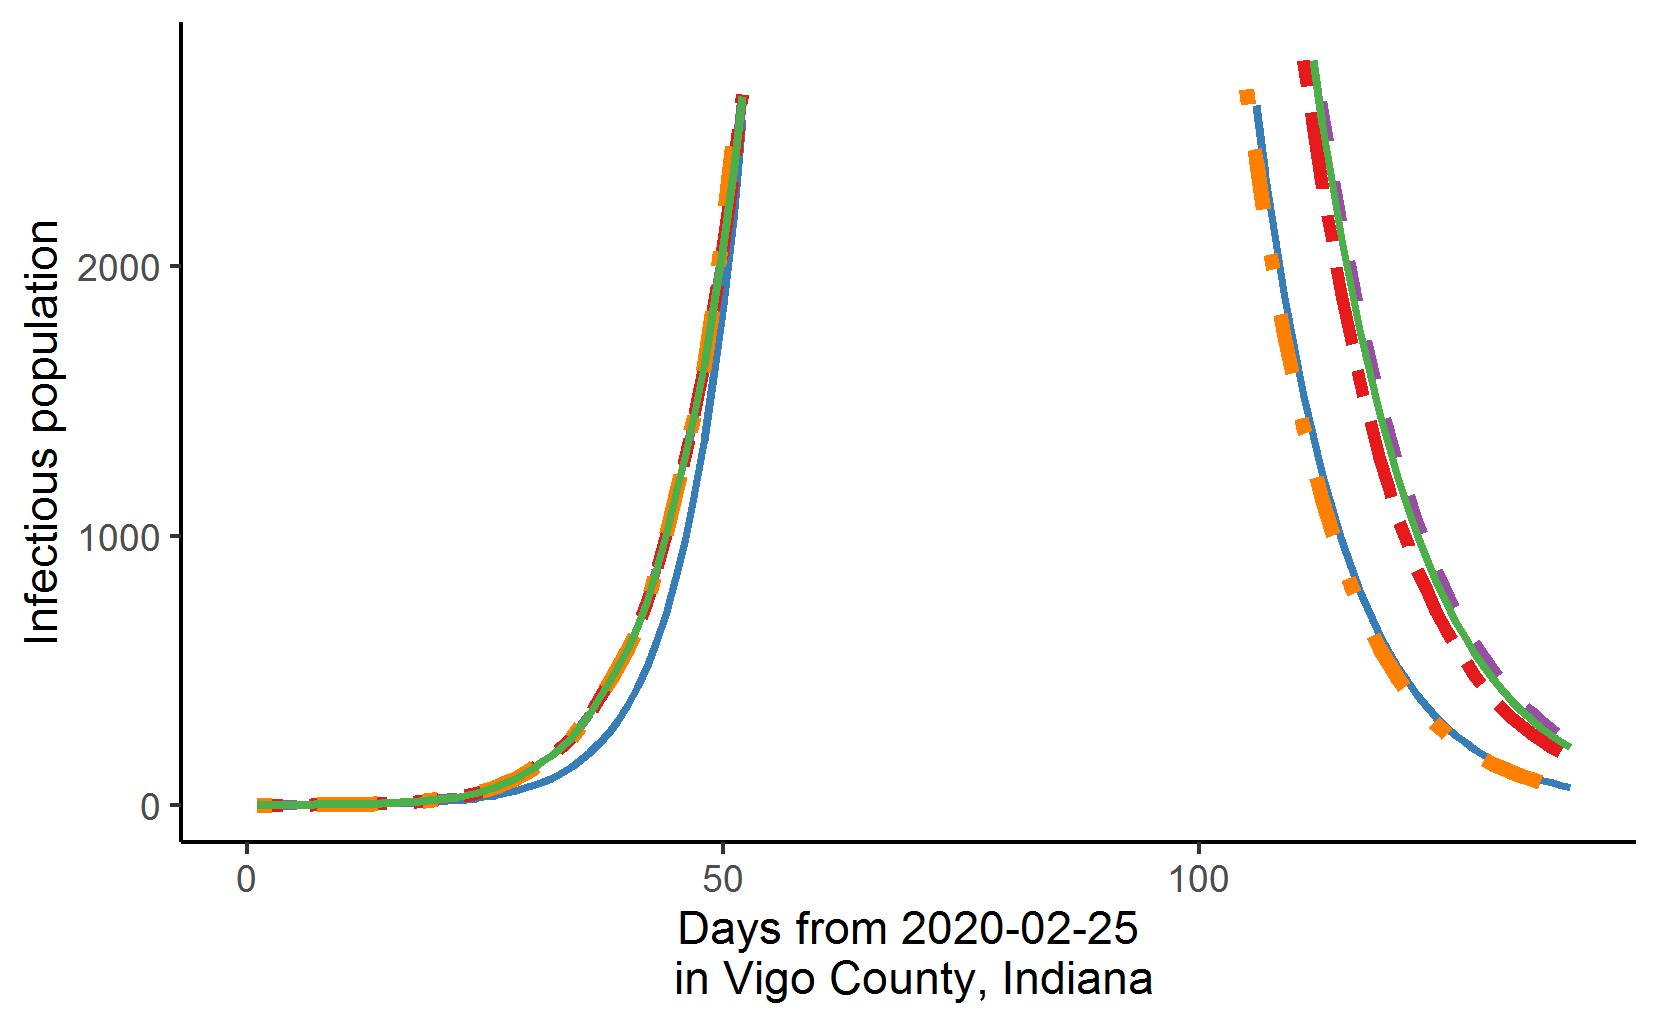 Infectious population
2000
1000
0
0 50 100
Days from 2020-02-25
in Vigo County, Indiana